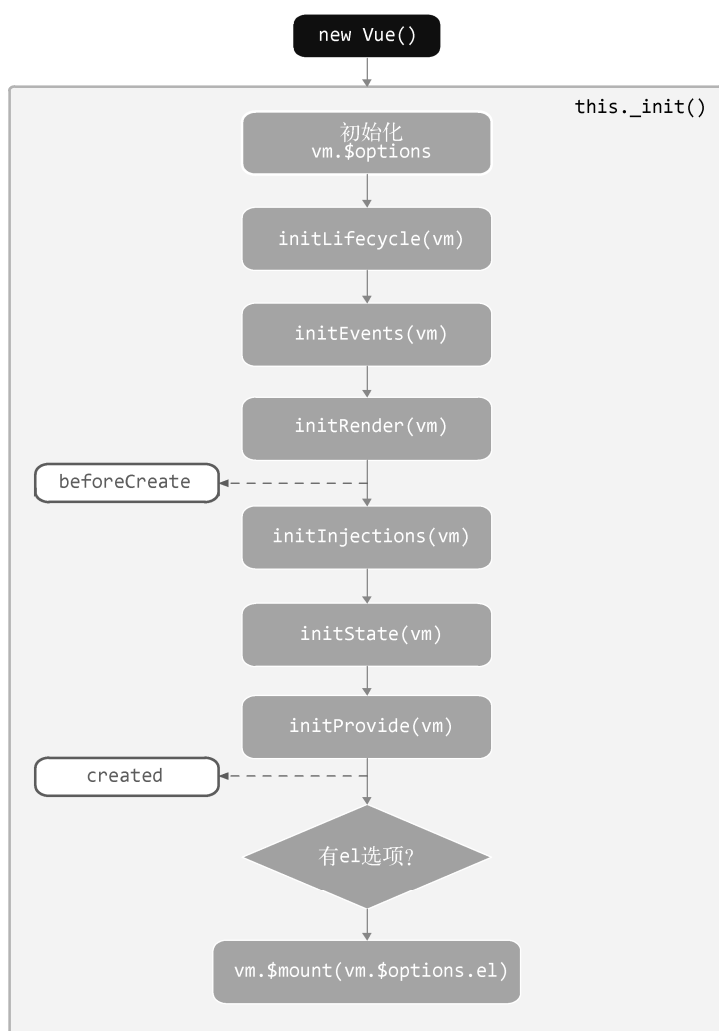 new Vue()
this._init()
初始化
vm.$options
initLifecycle(vm)
initEvents(vm)
initRender(vm)
beforeCreate
initInjections(vm)
initState(vm)
initProvide(vm)
created
有el选项?
vm.$mount(vm.$options.el)